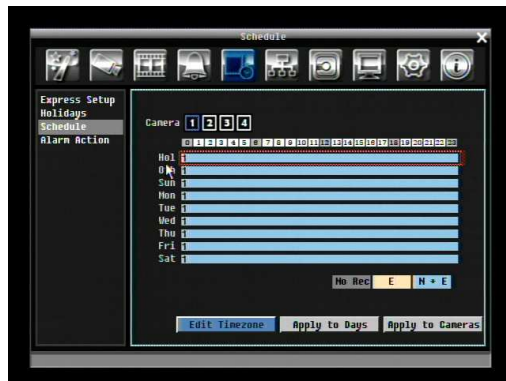 Schedule X
Express Setup
Holidays
Schedule
Alarm Action
Camera 1 2 3 4
0 1 2 3 4 5 6 7 8 9 10 11 12 13 14 15 16 17 18 19 20 21 22 23
Hol 1
1
Sun 1
Mon 1
Tue 1
Wed 1
Thu 1
Fri 1
Sat 1
No Rec E N + E
Edit Timezone Apply to Days Apply to Cameras